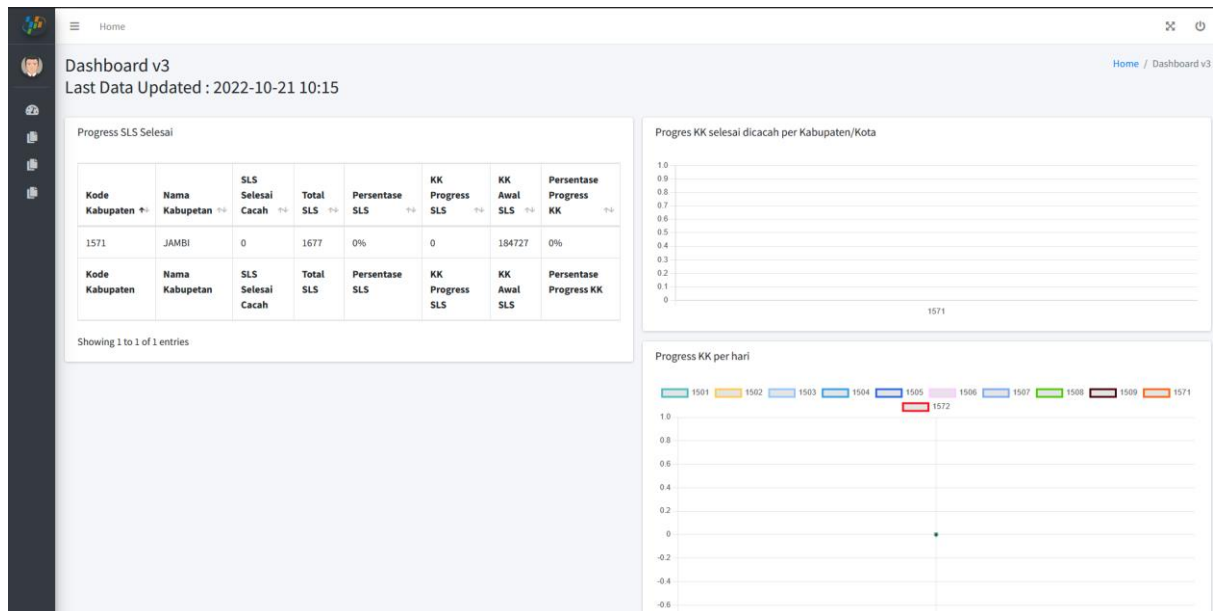 Home
Dashboard v3
Last Data Updated : 2022-10-21 10:15
Home / Dashboard v3
Progress SLS Selesai
Kode Kabupaten Nama Kabupetan SLS Selesai Cacah Total SLS Persentase SLS KK Progress SLS KK Awal SLS Persentase Progress KK
1571 JAMBI 0 1677 0% 0 184727 0%
Kode Kabupaten Nama Kabupetan SLS Selesai Cacah Total SLS Persentase SLS KK Progress SLS KK Awal SLS Persentase Progress KK
Showing 1 to 1 of 1 entries
Progres KK selesai dicacah per Kabupaten/Kota
1.0
0.9
0.8
0.7
0.6
0.5
0.4
0.3
0.2
0.1
0
1571
Progress KK per hari
1501 1502 1503 1504 1505 1506 1507 1508 1509 1571
1572
1.0
0.8
0.6
0.4
0.2
0
-0.2
-0.4
-0.6